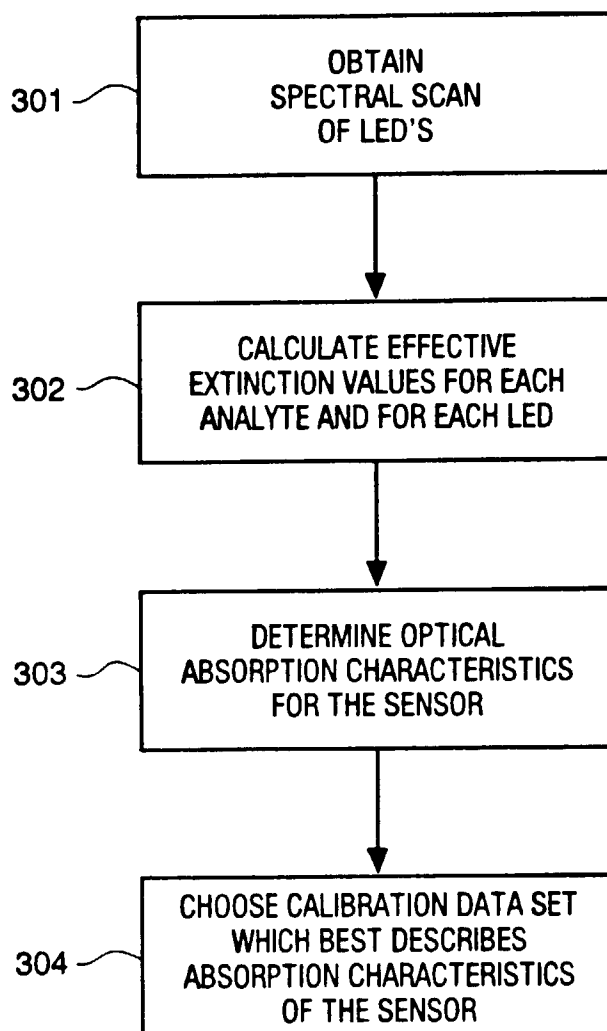 301
OBTAIN
SPECTRAL SCAN
OF LED'S
302
CALCULATE EFFECTIVE
EXTINCTION VALUES FOR EACH
ANALYTE AND FOR EACH LED
303
DETERMINE OPTICAL
ABSORPTION CHARACTERISTICS
FOR THE SENSOR
304
CHOOSE CALIBRATION DATA SET
WHICH BEST DESCRIBES
ABSORPTION CHARACTERISTICS
OF THE SENSOR